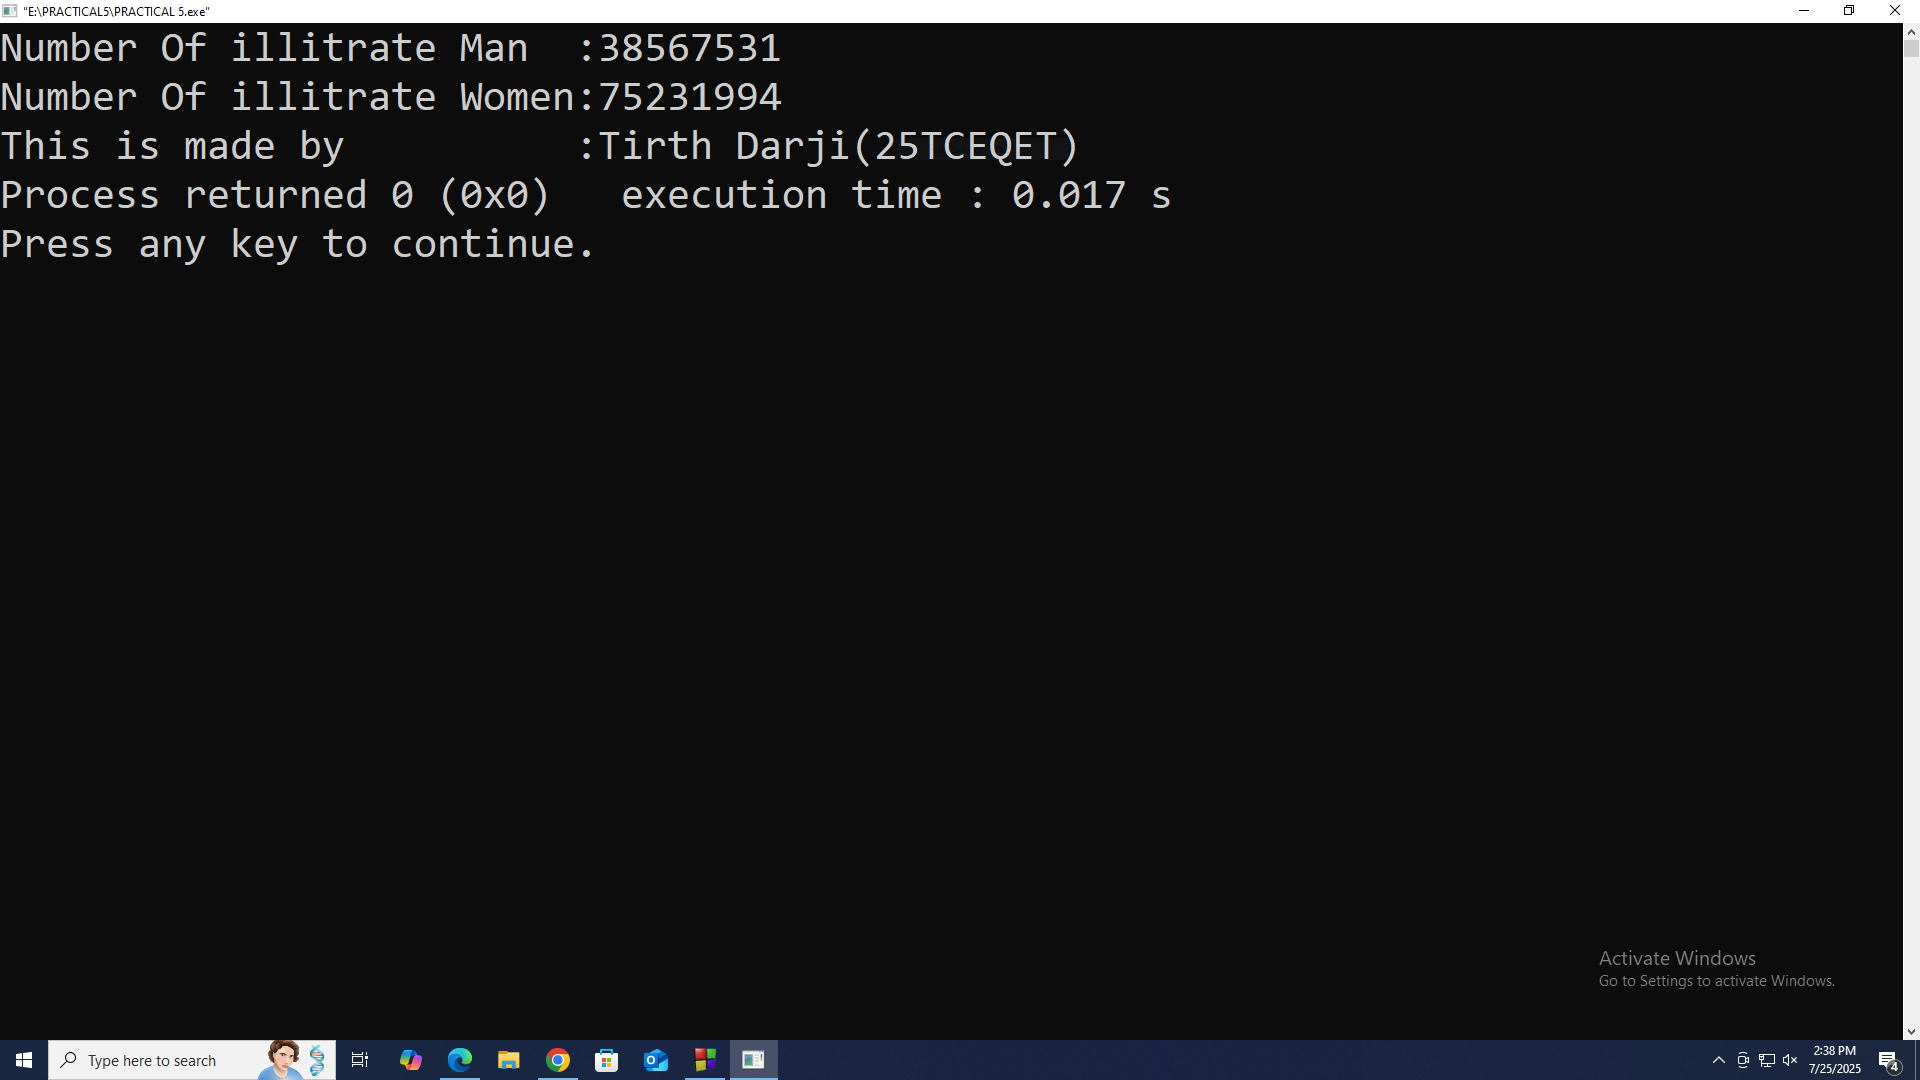 "E:\PRACTICAL5\PRACTICAL 5.exe"
Number Of illitrate Man  :38567531
Number Of illitrate Women:75231994
This is made by          :Tirth Darji(25TCEQET)
Process returned 0 (0x0)   execution time : 0.017 s
Press any key to continue.
Activate Windows
Go to Settings to activate Windows.
Type here to search
2:38 PM
7/25/2025
4